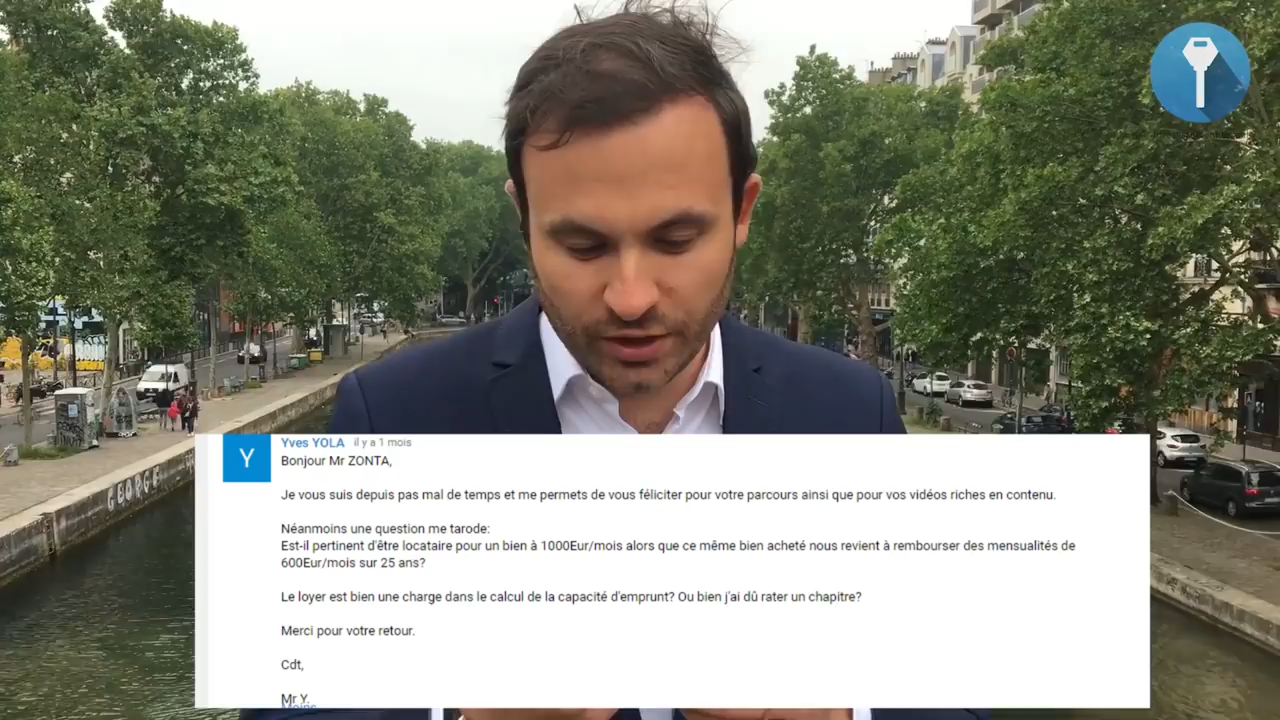 Y
Yves YOLA il y a 1 mois
Bonjour Mr ZONTA,
Je vous suis depuis pas mal de temps et me permets de vous féliciter pour votre parcours ainsi que pour vos vidéos riches en contenu.
Néanmoins une question me tarode:
Est-il pertinent d'être locataire pour un bien à 1000Eur/mois alors que ce même bien acheté nous revient à rembourser des mensualités de
600Eur/mois sur 25 ans?
Le loyer est bien une charge dans le calcul de la capacité d'emprunt? Ou bien j'ai dû rater un chapitre?
Merci pour votre retour.
Cdt,
Mr Y.
Moins
GEORGE